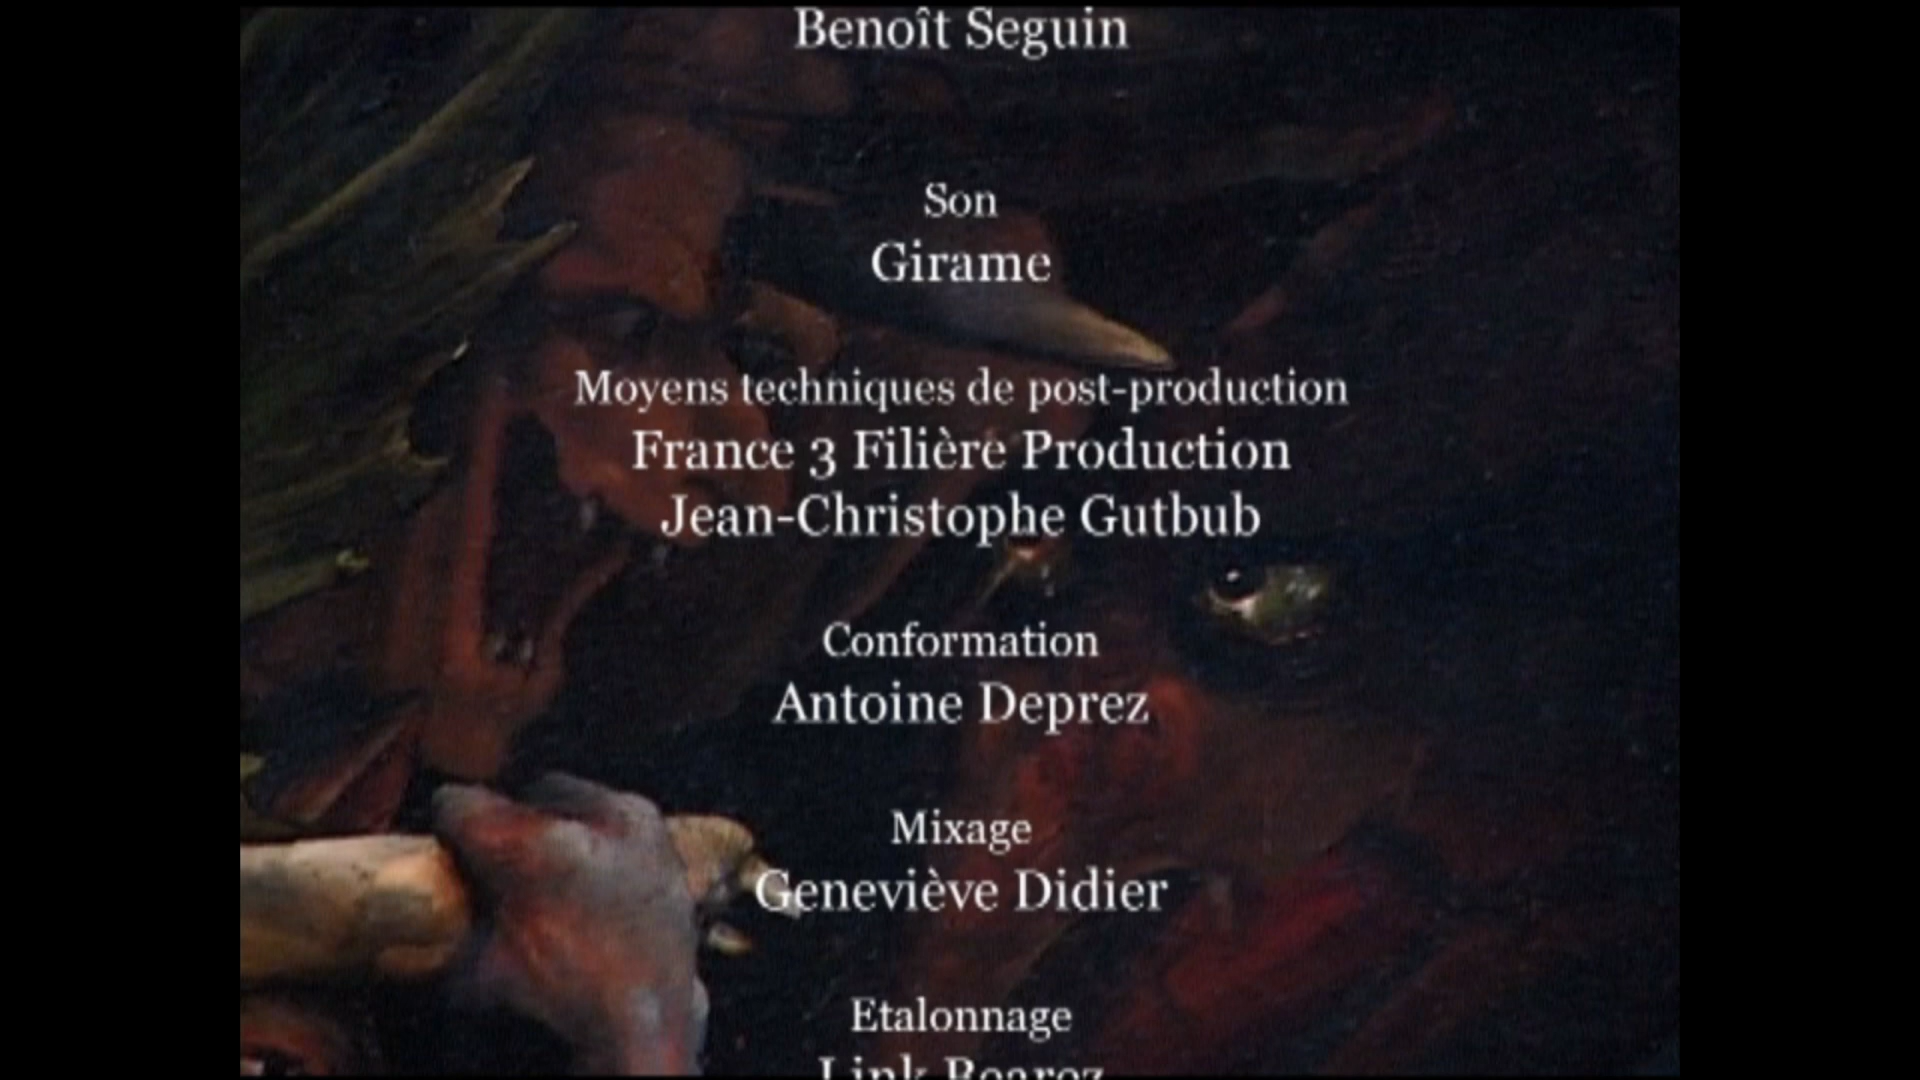 Benoît Seguin
Son
Girame
Moyens techniques de post-production
France 3 Filière Production
Jean-Christophe Gutbub
Conformation
Antoine Deprez
Mixage
Geneviève Didier
Etalonnage
Link